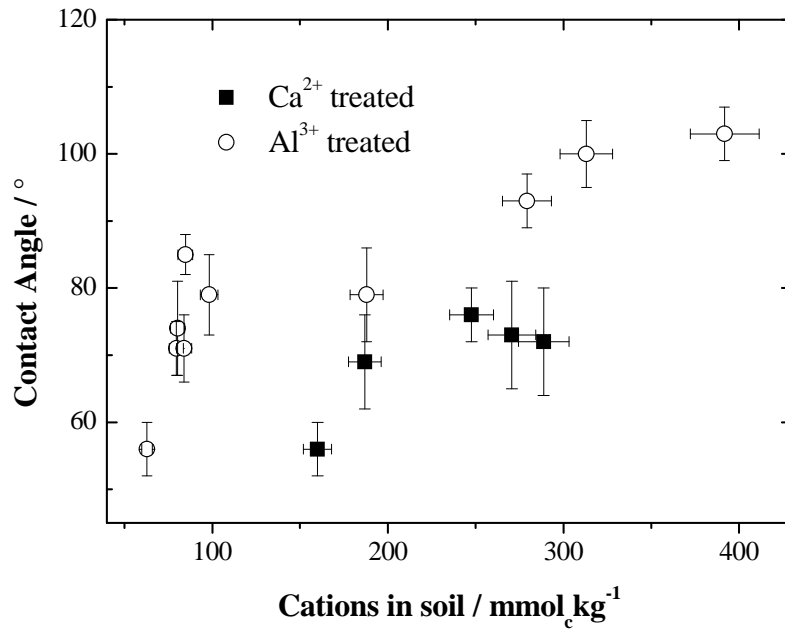 120
100
80
60
Contact Angle / °
Ca²⁺ treated
Al³⁺ treated
100 200 300 400
Cations in soil / mmol_c kg⁻¹